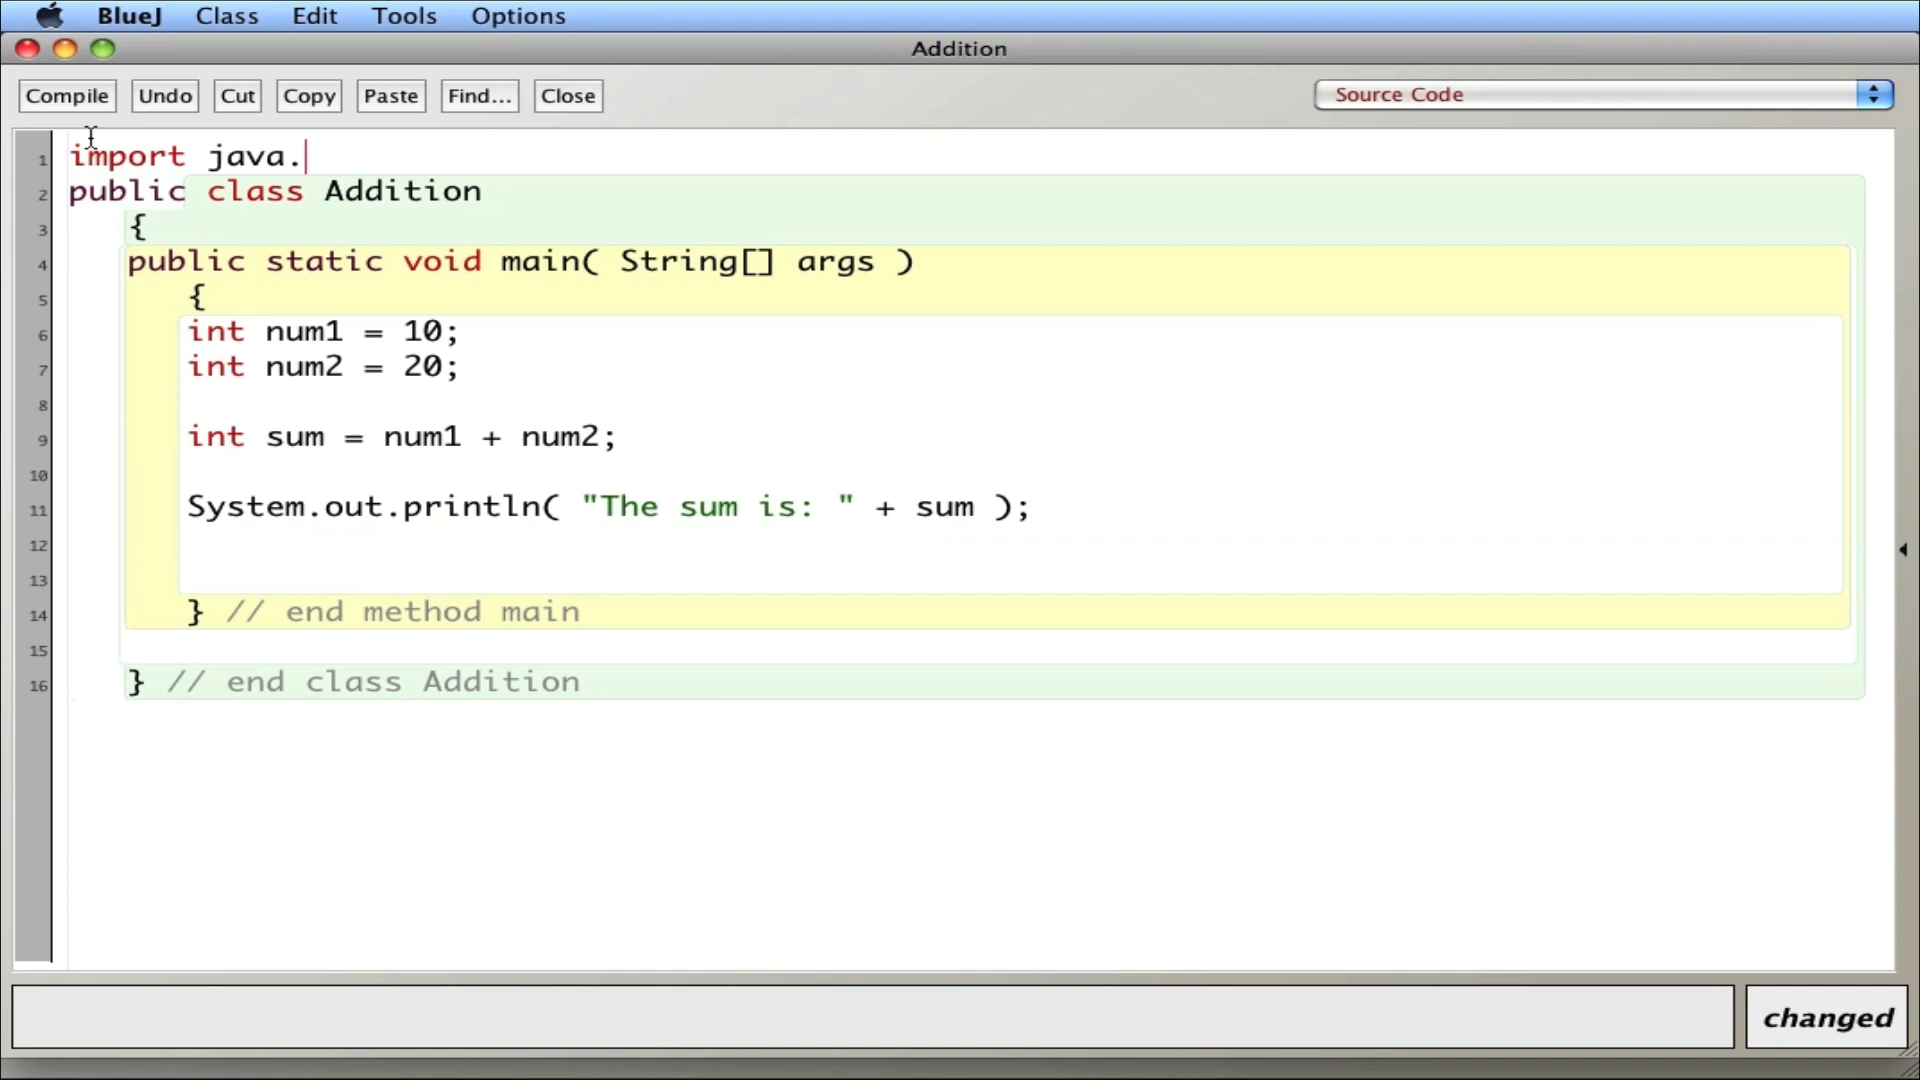 BlueJ Class Edit Tools Options
Addition
Compile Undo Cut Copy Paste Find... Close Source Code
1 import java.
2 public class Addition
3 {
4 public static void main( String[] args )
5 {
6 int num1 = 10;
7 int num2 = 20;
8
9 int sum = num1 + num2;
10
11 System.out.println( "The sum is: " + sum );
12
13
14 } // end method main
15
16 } // end class Addition
changed